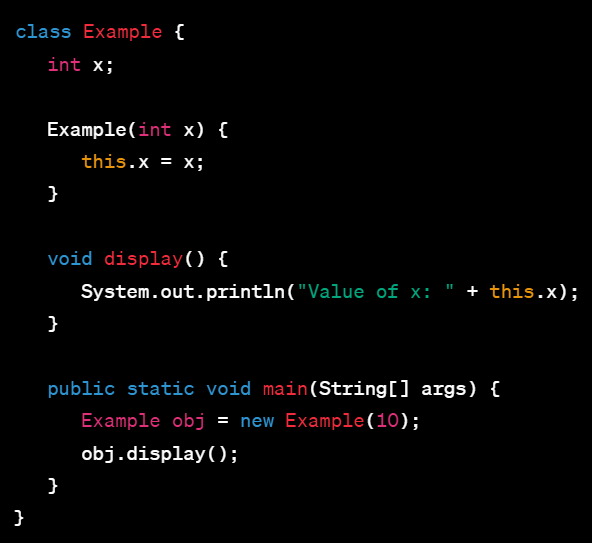 class Example {
int x;
Example(int x) {
this.x = x;
}
void display() {
System.out.println("Value of x: " + this.x);
}
public static void main(String[] args) {
Example obj = new Example(10);
obj.display();
}
}